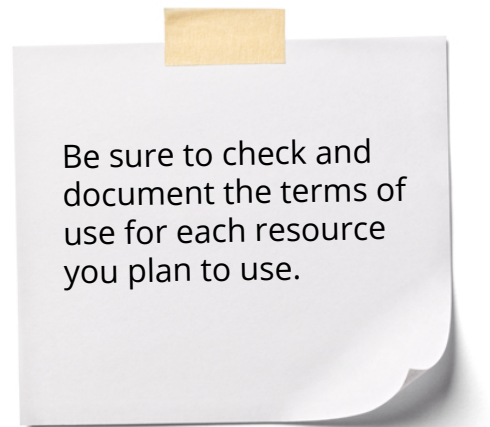 Be sure to check and
document the terms of
use for each resource
you plan to use.